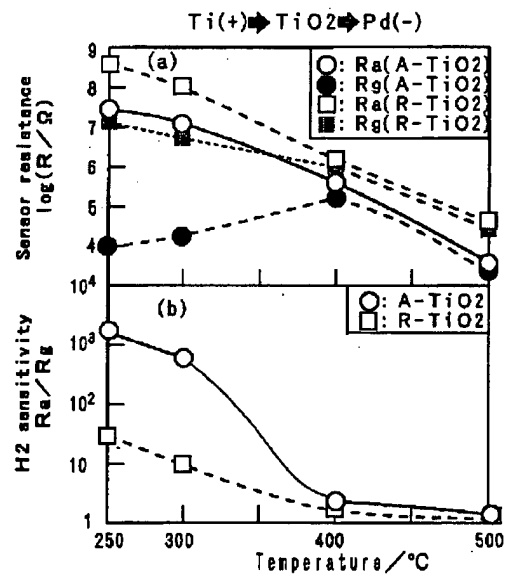 Ti(+)➡TiO2➡Pd(-)
(a)
○: Ra(A-TiO2)
●: Rg(A-TiO2)
□: Ra(R-TiO2)
■: Rg(R-TiO2)
Sensor resistance
log(R/Ω)
9
8
7
6
5
4
(b)
○: A-TiO2
□: R-TiO2
H2 sensitivity
Ra/Rg
10⁴
10³
10²
10
1
250 300 400 500
Temperature/°C